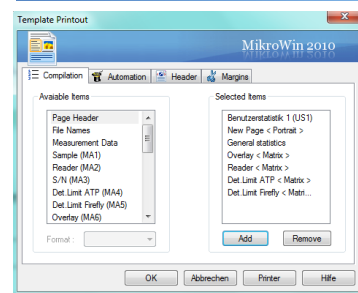 Template Printout
MikroWin 2010
Compilation Automation Header Margins
Avaiable Items
Page Header
File Names
Measurement Data
Sample (MA1)
Reader (MA2)
S/N (MA3)
Det.Limit ATP (MA4)
Det.Limit Firefly (MA5)
Overlay (MA6)
Format :
Selected Items
Benutzerstatistik 1 (US1)
New Page < Portrait >
General statistics
Overlay < Matrix >
Reader < Matrix >
Det.Limit ATP < Matrix >
Det.Limit Firefly < Matri...
Add Remove
OK Abbrechen Printer Hilfe